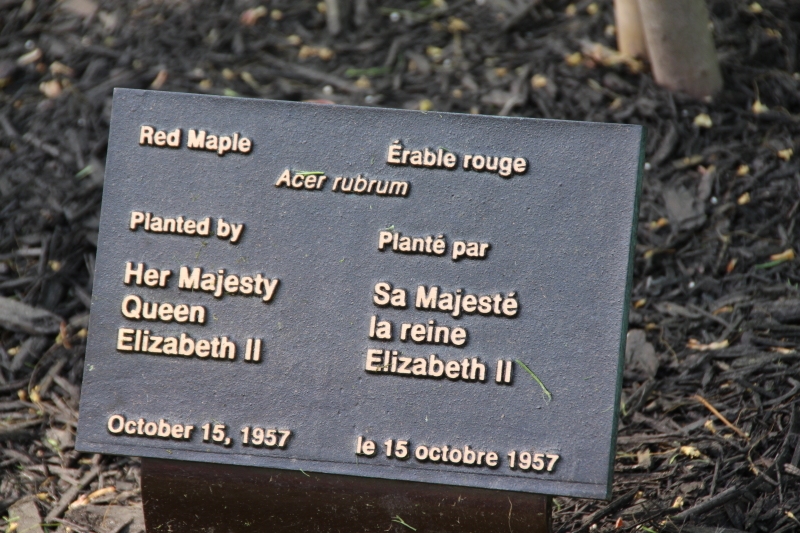 Red Maple
Érable rouge
Acer rubrum
Planted by
Her Majesty
Queen
Elizabeth II
October 15, 1957
Planté par
Sa Majesté
la reine
Elizabeth II
le 15 octobre 1957